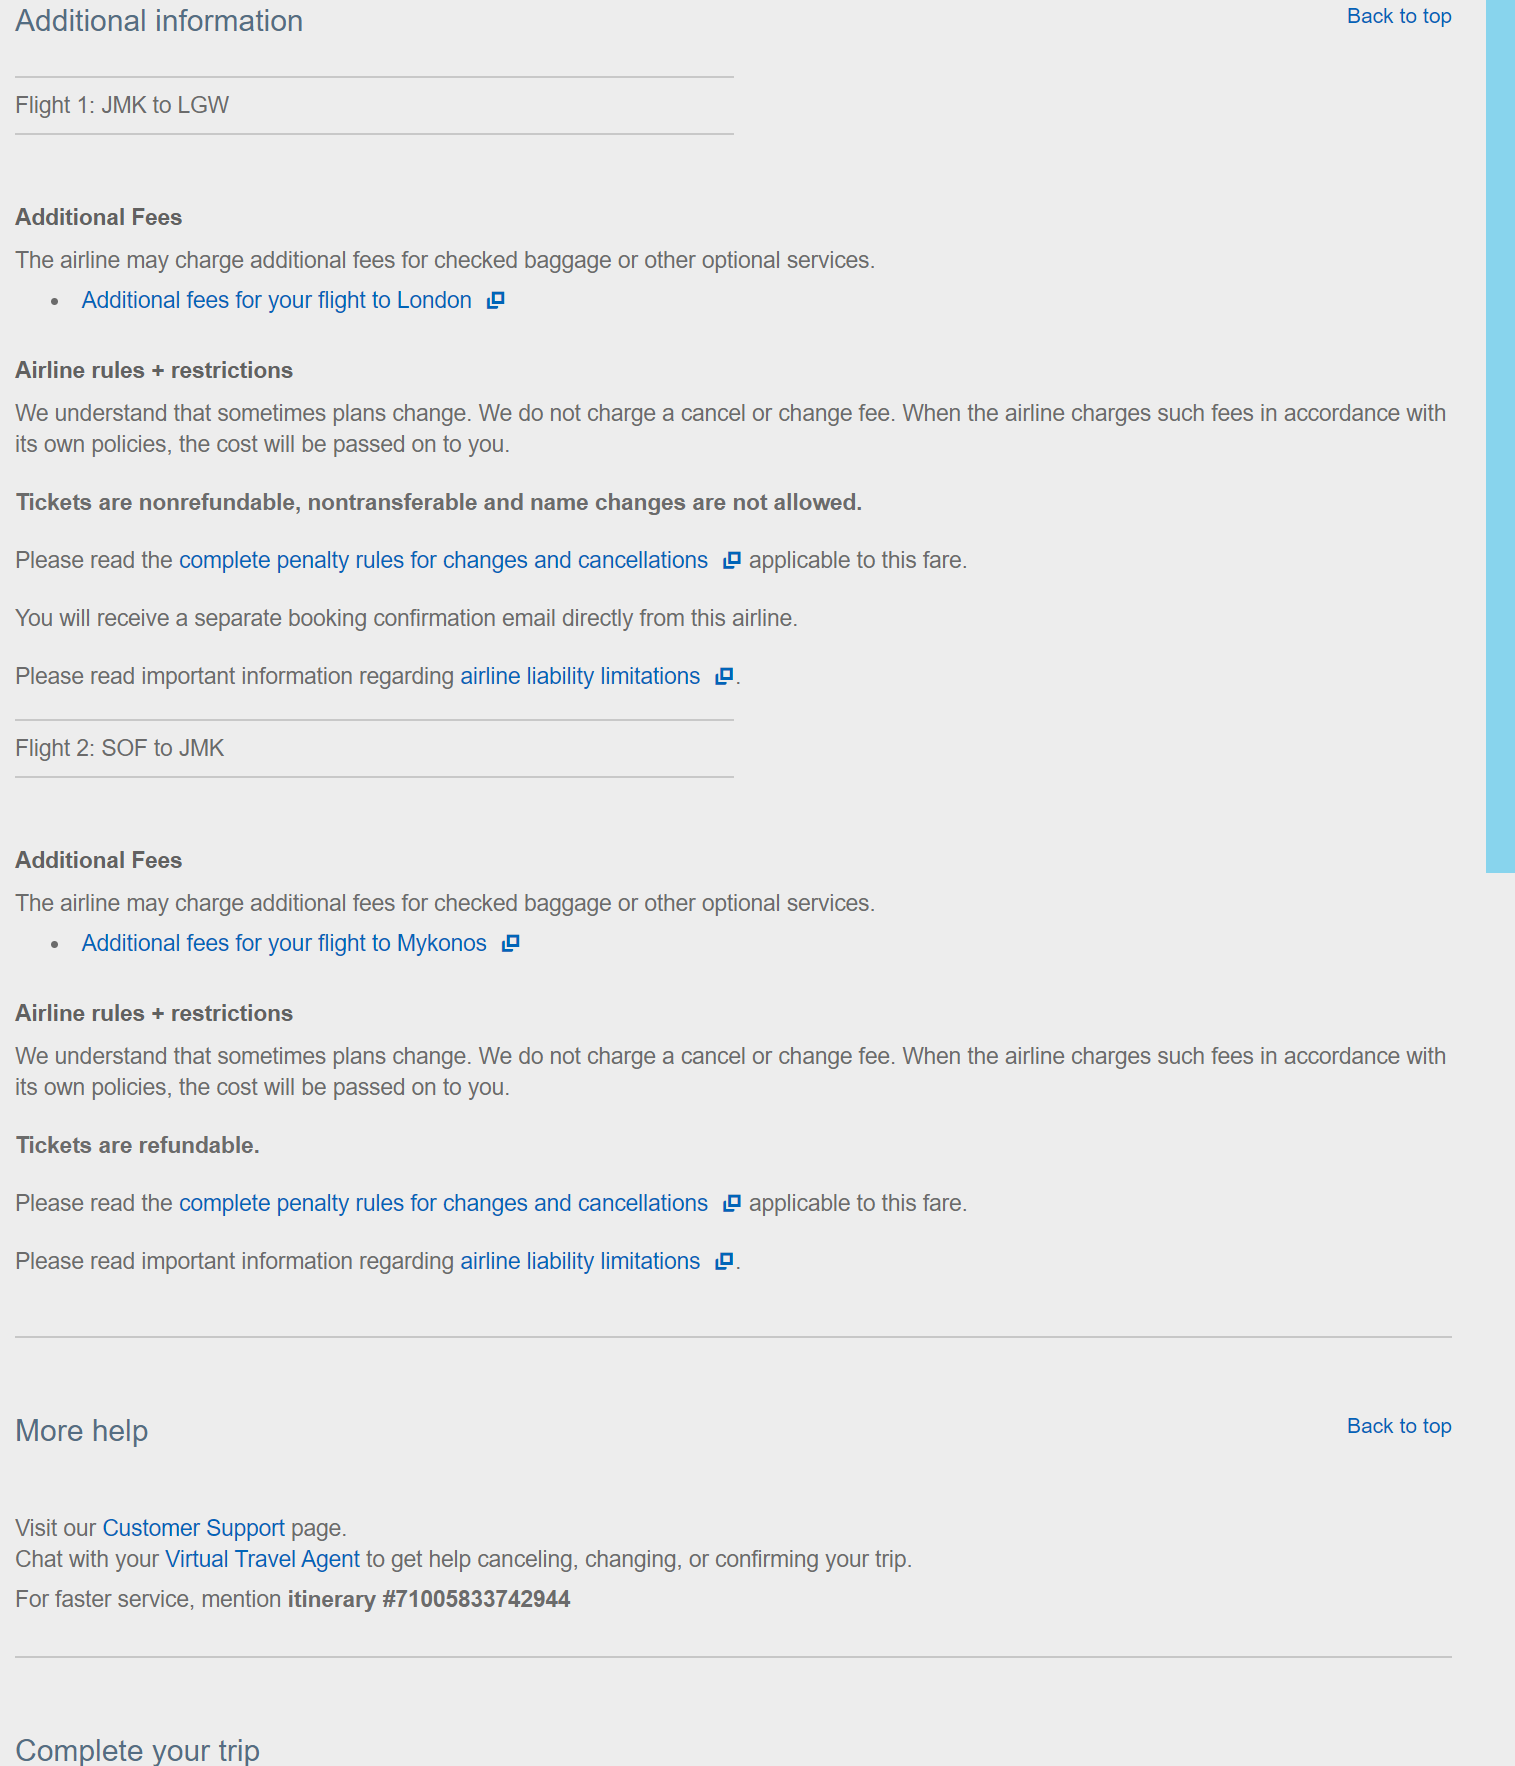 Additional information
Back to top
Flight 1: JMK to LGW
Additional Fees
The airline may charge additional fees for checked baggage or other optional services.
• Additional fees for your flight to London
Airline rules + restrictions
We understand that sometimes plans change. We do not charge a cancel or change fee. When the airline charges such fees in accordance with
its own policies, the cost will be passed on to you.
Tickets are nonrefundable, nontransferable and name changes are not allowed.
Please read the complete penalty rules for changes and cancellations applicable to this fare.
You will receive a separate booking confirmation email directly from this airline.
Please read important information regarding airline liability limitations .
Flight 2: SOF to JMK
Additional Fees
The airline may charge additional fees for checked baggage or other optional services.
• Additional fees for your flight to Mykonos
Airline rules + restrictions
We understand that sometimes plans change. We do not charge a cancel or change fee. When the airline charges such fees in accordance with
its own policies, the cost will be passed on to you.
Tickets are refundable.
Please read the complete penalty rules for changes and cancellations applicable to this fare.
Please read important information regarding airline liability limitations .
More help
Back to top
Visit our Customer Support page.
Chat with your Virtual Travel Agent to get help canceling, changing, or confirming your trip.
For faster service, mention itinerary #71005833742944
Complete your trip